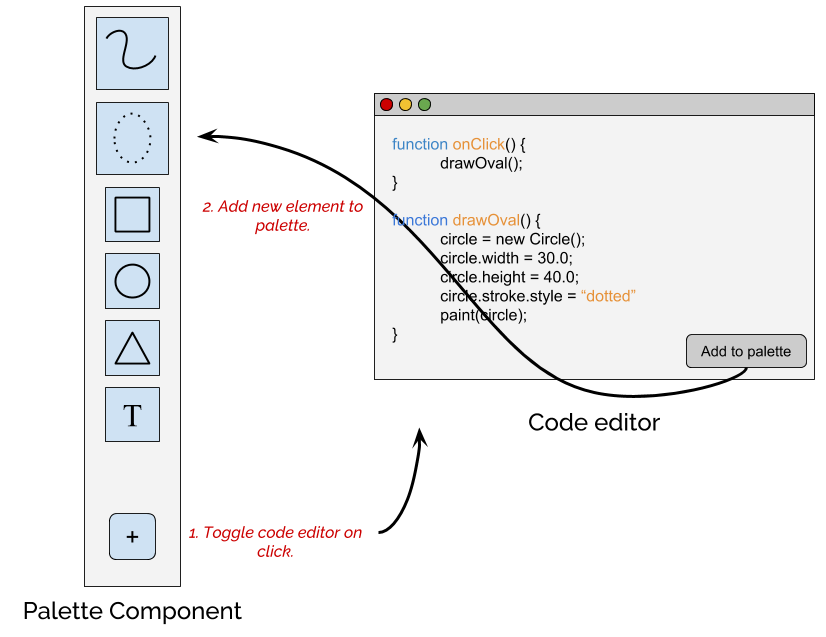 function onClick() {
drawOval();
}
2. Add new element to
palette.
function drawOval() {
circle = new Circle();
circle.width = 30.0;
circle.height = 40.0;
circle.stroke.style = “dotted”
paint(circle);
}
Add to palette
Code editor
T
+
1. Toggle code editor on
click.
Palette Component